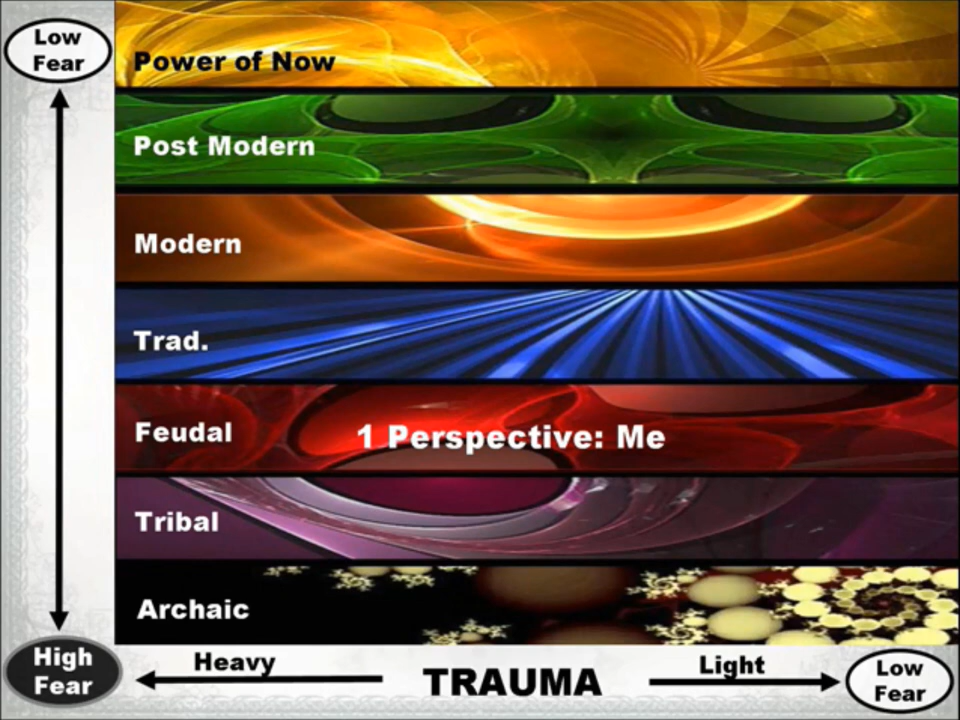 Low
Fear
Power of Now
Post Modern
Modern
Trad.
Feudal
1 Perspective: Me
Tribal
Archaic
High
Fear
Heavy
TRAUMA
Light
Low
Fear